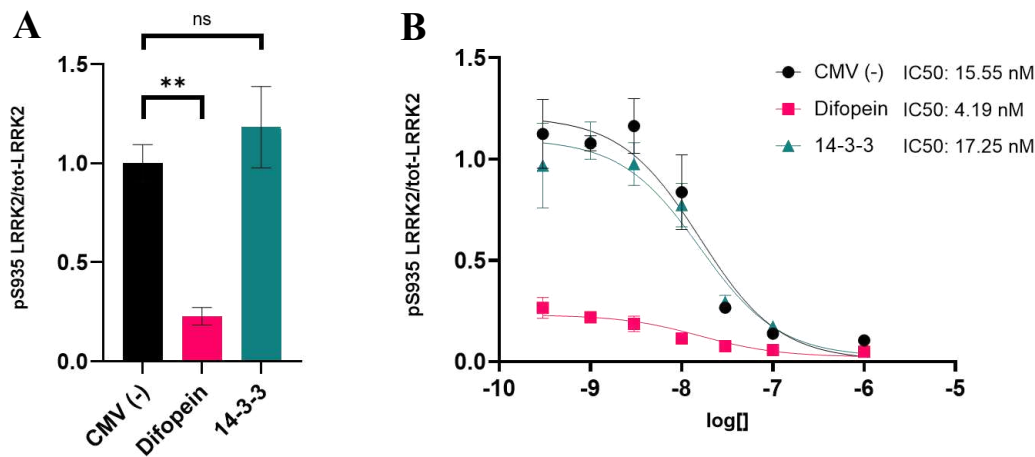 A
ns
**
1.5
1.0
0.5
0.0
pS935 LRRK2/tot-LRRK2
CMV (-)
Difopein
14-3-3
B
1.5
1.0
0.5
0.0
pS935 LRRK2/tot-LRRK2
-10
-9
-8
-7
-6
-5
log[]
CMV (-) IC50: 15.55 nM
Difopein IC50: 4.19 nM
14-3-3 IC50: 17.25 nM